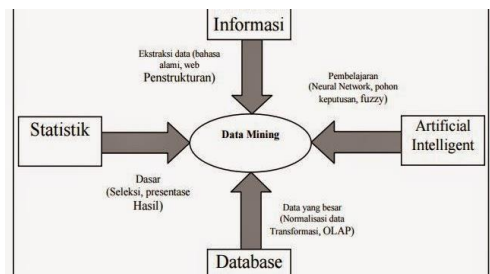 Informasi
Ekstraksi data (bahasa
alami, web
Penstrukturan)
Pembelajaran
(Neural Network, pohon
keputusan, fuzzy)
Statistik
Data Mining
Artificial
Intelligent
Dasar
(Seleksi, presentase
Hasil)
Data yang besar
(Normalisasi data
Transformasi, OLAP)
Database